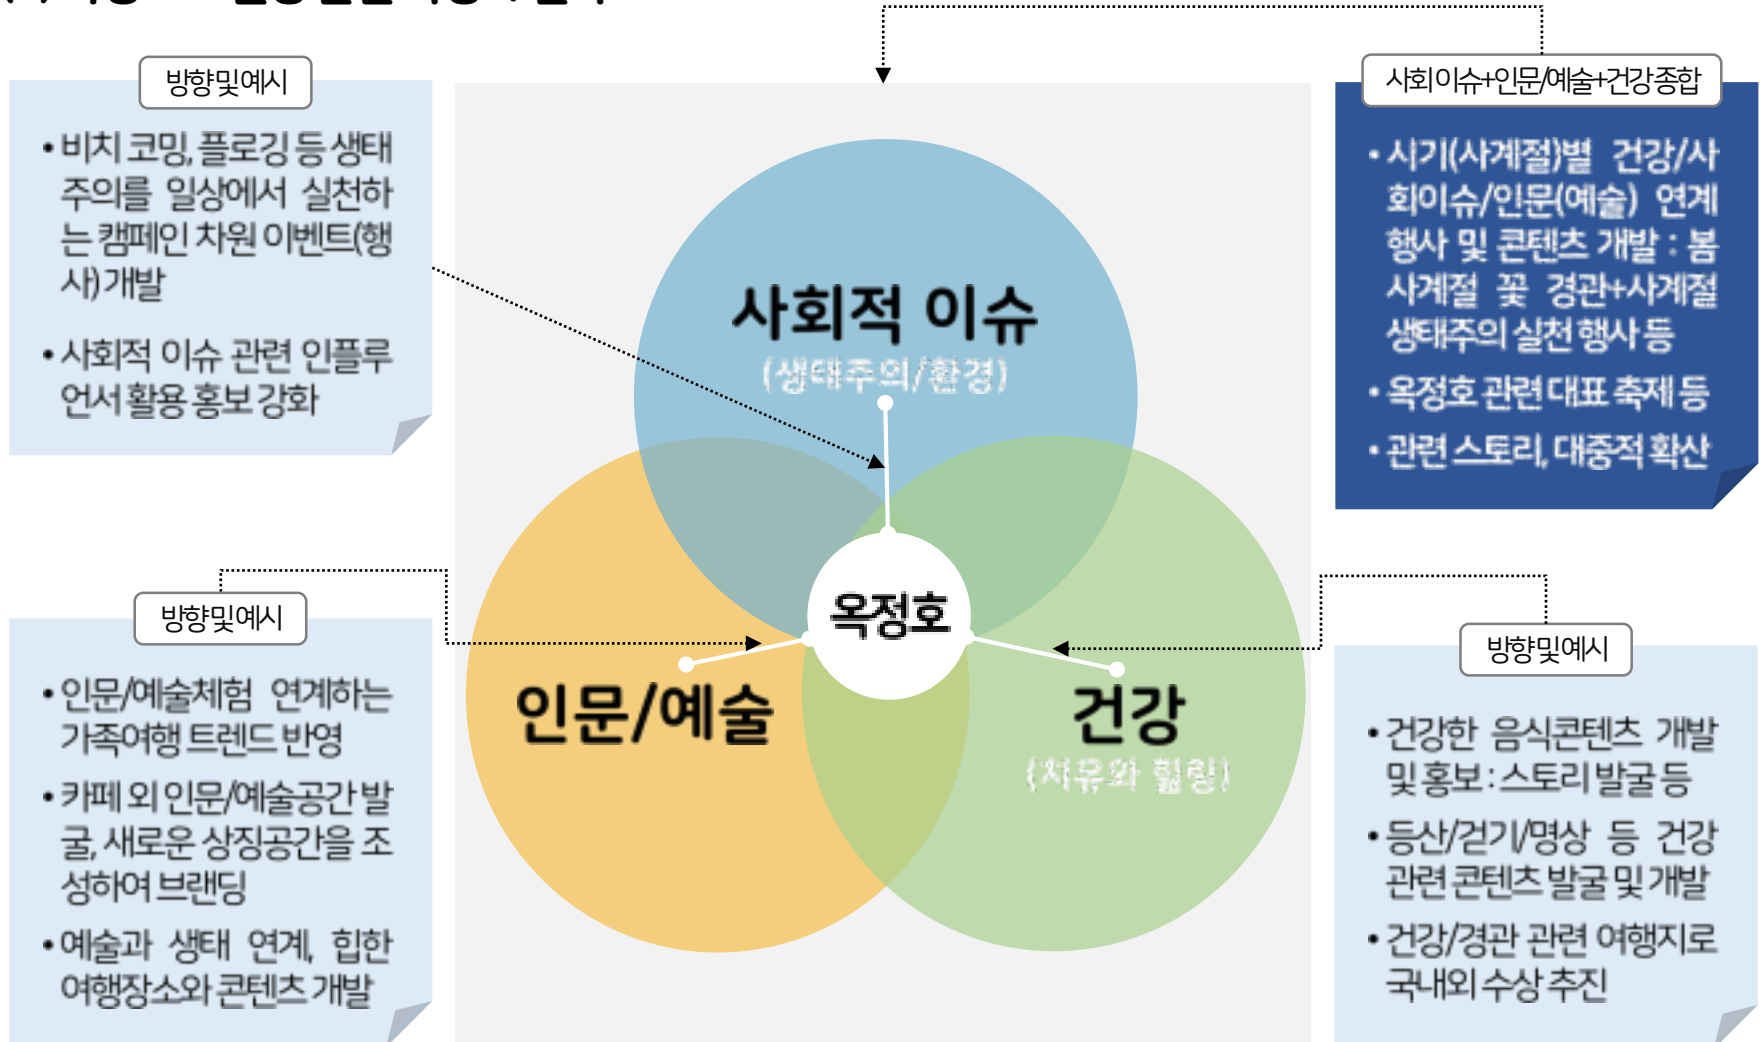 방향및예시
• 비치 코밍, 플로깅 등 생태
주의를 일상에서 실천하
는 캠페인 차원 이벤트(행
사) 개발
• 사회적 이슈 관련 인플루
언서 활용 홍보 강화
사회이슈+인문/예술+건강종합
• 시기(사계절)별 건강/사
회이슈/인문(예술) 연계
행사 및 콘텐츠 개발 : 봄
사계절 꽃 경관+사계절
생태주의 실천 행사 등
• 옥정호 관련 대표 축제 등
• 관련 스토리, 대중적 확산
사회적 이슈
(생태주의/환경)
옥정호
인문/예술
건강
(치유와 힐링)
방향및예시
• 인문/예술체험 연계하는
가족여행 트렌드 반영
• 카페 외 인문/예술공간 발
굴, 새로운 상징공간을 조
성하여 브랜딩
• 예술과 생태 연계, 힙한
여행장소와 콘텐츠 개발
방향및예시
• 건강한 음식콘텐츠 개발
및 홍보 : 스토리 발굴 등
• 등산/걷기/명상 등 건강
관련 콘텐츠 발굴 및 개발
• 건강/경관 관련 여행지로
국내외 수상 추진